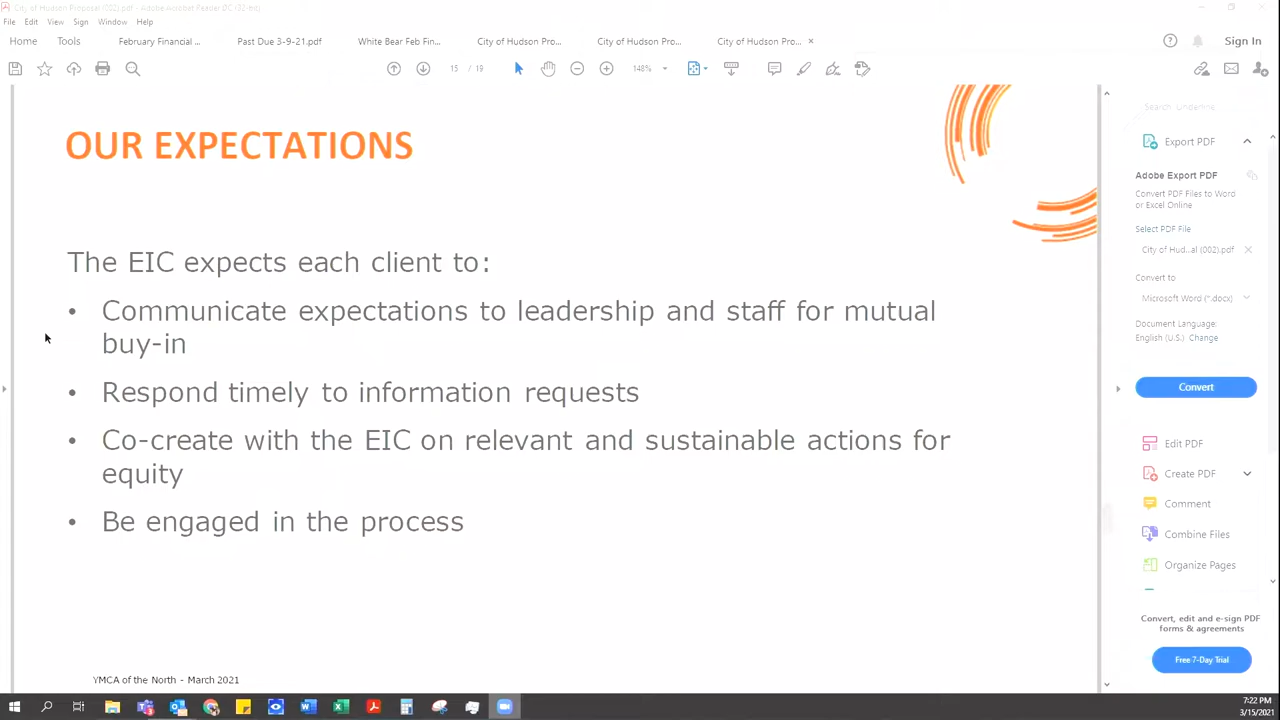 City of Hudson Proposal (002).pdf - Adobe Acrobat Reader DC (32-bit)
File Edit View Sign Window Help
Home Tools February Financial ... Past Due 3-9-21.pdf White Bear Feb Fin... City of Hudson Pro... City of Hudson Pro... City of Hudson Pro... × Sign In
15 / 19 148%
OUR EXPECTATIONS
The EIC expects each client to:
• Communicate expectations to leadership and staff for mutual
buy-in
• Respond timely to information requests
• Co-create with the EIC on relevant and sustainable actions for
equity
• Be engaged in the process
YMCA of the North - March 2021
Search 'Underline
Export PDF
Adobe Export PDF
Convert PDF Files to Word
or Excel Online
Select PDF File
City of Hud...al (002).pdf
Convert to
Microsoft Word (*.docx)
Document Language:
English (U.S.) Change
Convert
Edit PDF
Create PDF
Comment
Combine Files
Organize Pages
Convert, edit and e-sign PDF
forms & agreements
Free 7-Day Trial
7:22 PM
3/15/2021